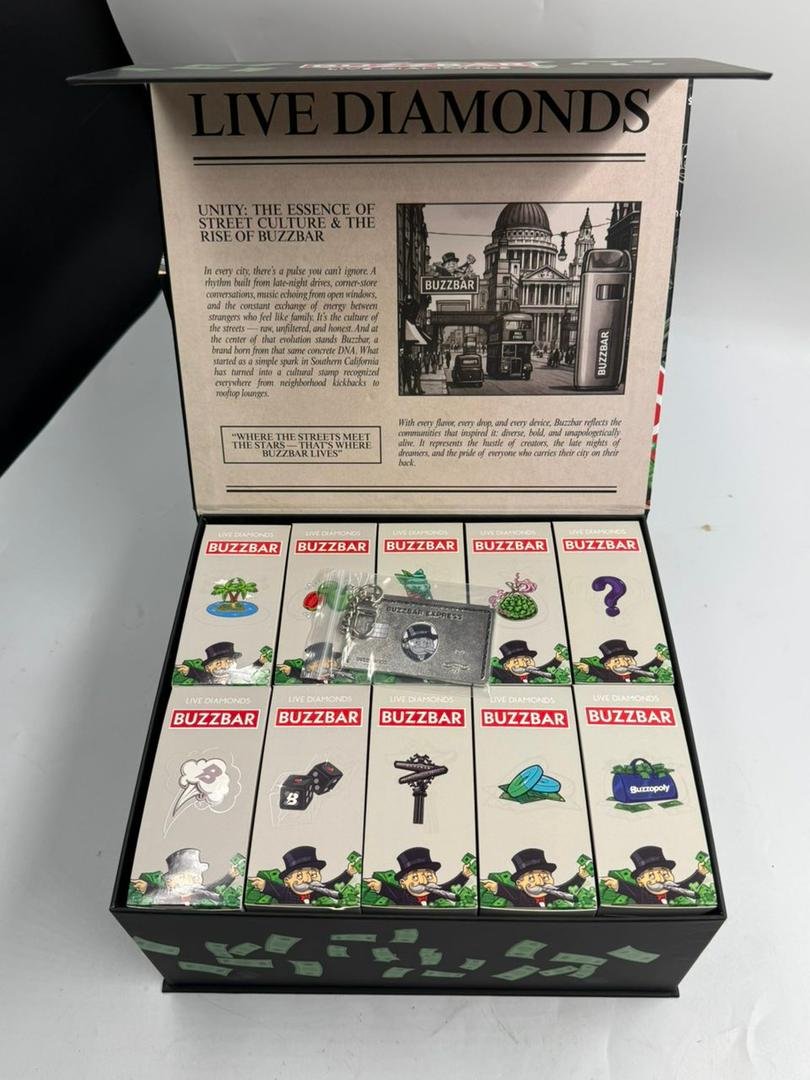 BUZZBAR
LIVE DIAMONDS
LIVE DIAMONDS
UNITY: THE ESSENCE OF
STREET CULTURE & THE
RISE OF BUZZBAR
In every city, there's a pulse you can't ignore. A
rhythm built from late-night drives, corner-store
conversations, music echoing from open windows,
and the constant exchange of energy between
strangers who feel like family. It's the culture of
the streets — raw, unfiltered, and honest. And at
the center of that evolution stands Buzzbar, a
brand born from that same concrete DNA. What
started as a simple spark in Southern California
has turned into a cultural stamp recognized
everywhere from neighborhood kickbacks to
rooftop lounges.
"WHERE THE STREETS MEET
THE STARS — THAT'S WHERE
BUZZBAR LIVES"
BUZZBAR
BUZZBAR
With every flavor, every drop, and every device, Buzzbar reflects the
communities that inspired it: diverse, bold, and unapologetically
alive. It represents the hustle of creators, the late nights of
dreamers, and the pride of everyone who carries their city on their
back.
LIVE DIAMONDS
BUZZBAR
LIVE DIAMONDS
BUZZBAR
LIVE DIAMONDS
BUZZBAR
LIVE DIAMONDS
BUZZBAR
LIVE DIAMONDS
BUZZBAR
?
BUZZBAR EXPRESS
LIVE DIAMONDS
BUZZBAR
B
LIVE DIAMONDS
BUZZBAR
B
LIVE DIAMONDS
BUZZBAR
LIVE DIAMONDS
BUZZBAR
LIVE DIAMONDS
BUZZBAR
Buzzopoly